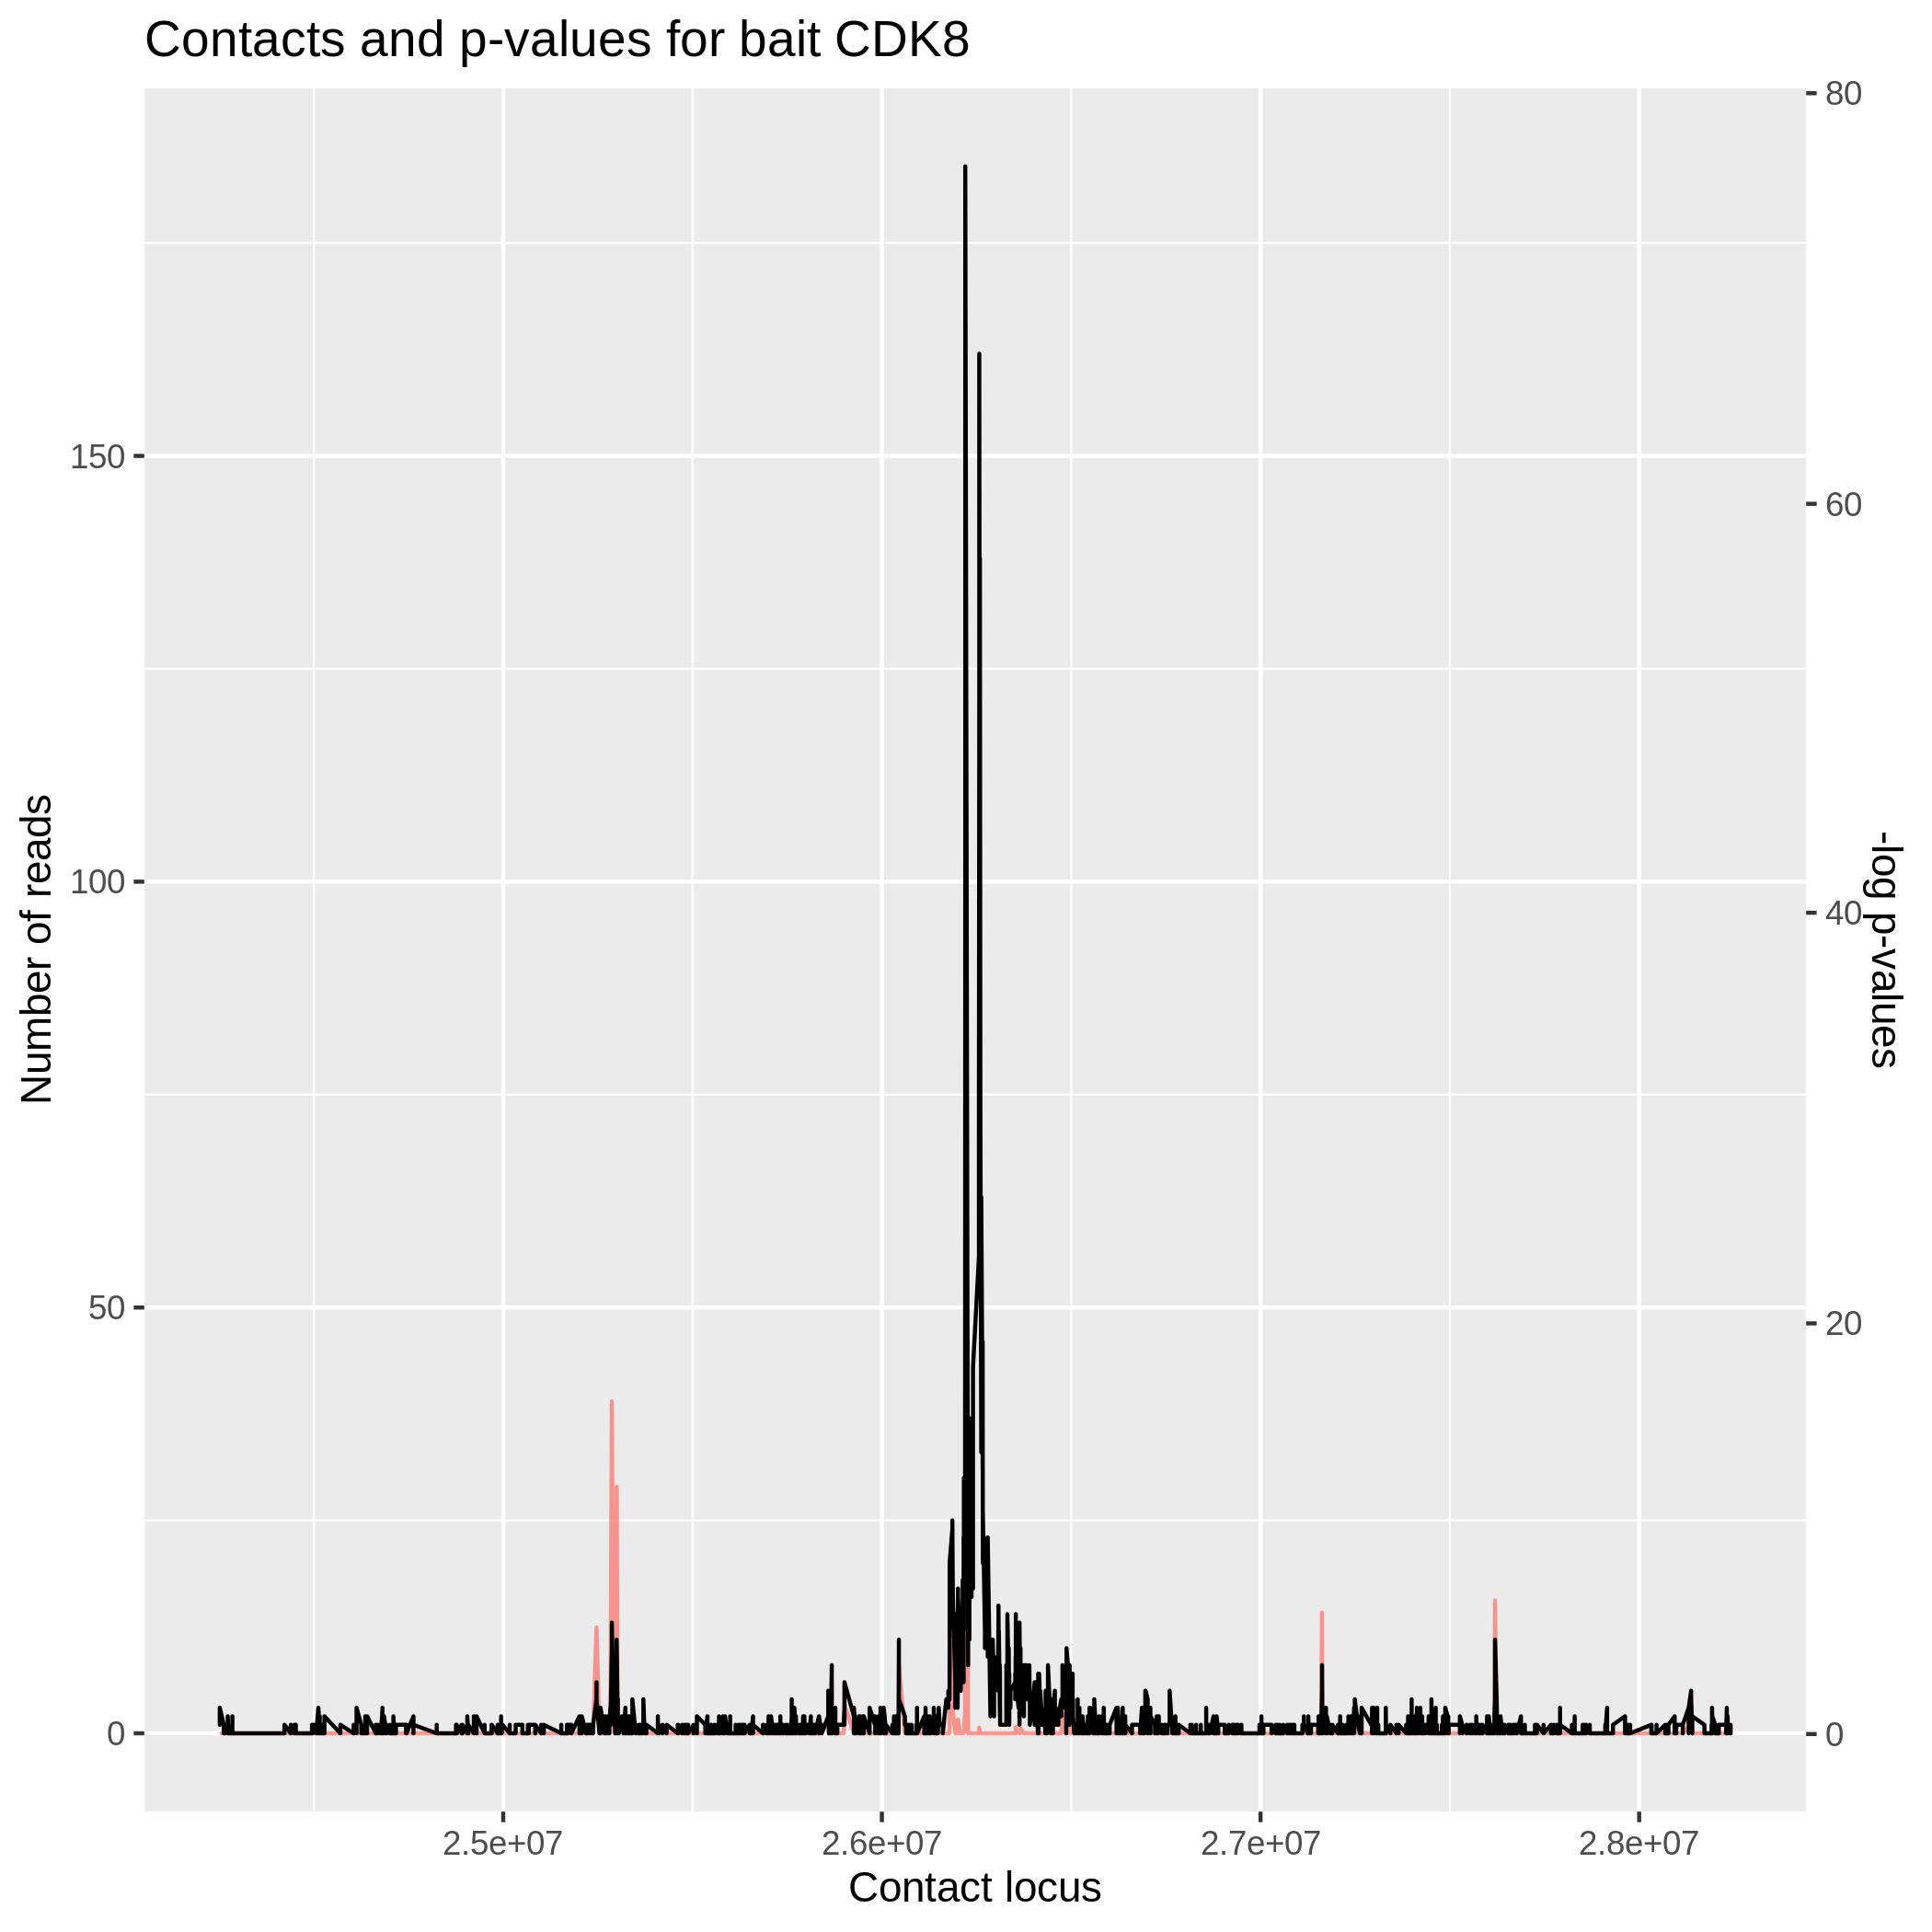 Contacts and p-values for bait CDK8
Number of reads
150
100
50
0
80
60
40
20
0
-log p-values
2.5e+07
2.6e+07
2.7e+07
2.8e+07
Contact locus